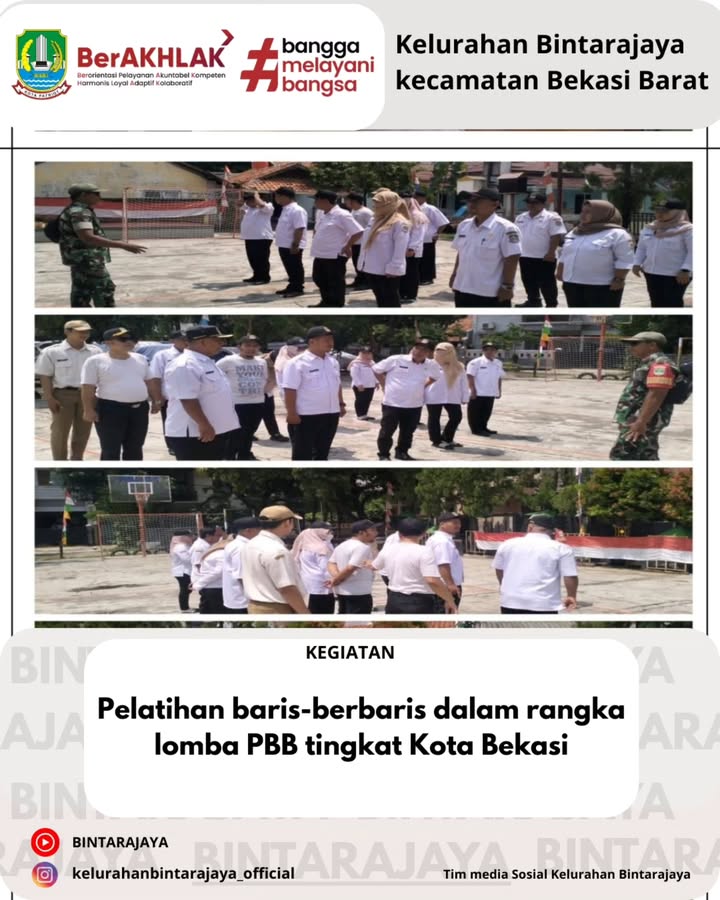 BerAKHLAK
Berorientasi Pelayanan Akuntabel Kompeten
Harmonis Loyal Adaptif Kolaboratif
#bangga
melayani
bangsa
Kelurahan Bintarajaya
kecamatan Bekasi Barat
KEGIATAN
Pelatihan baris-berbaris dalam rangka
lomba PBB tingkat Kota Bekasi
BINTARAJAYA
kelurahanbintarajaya_official
BINTARAJAYA
Tim media Sosial Kelurahan Bintarajaya